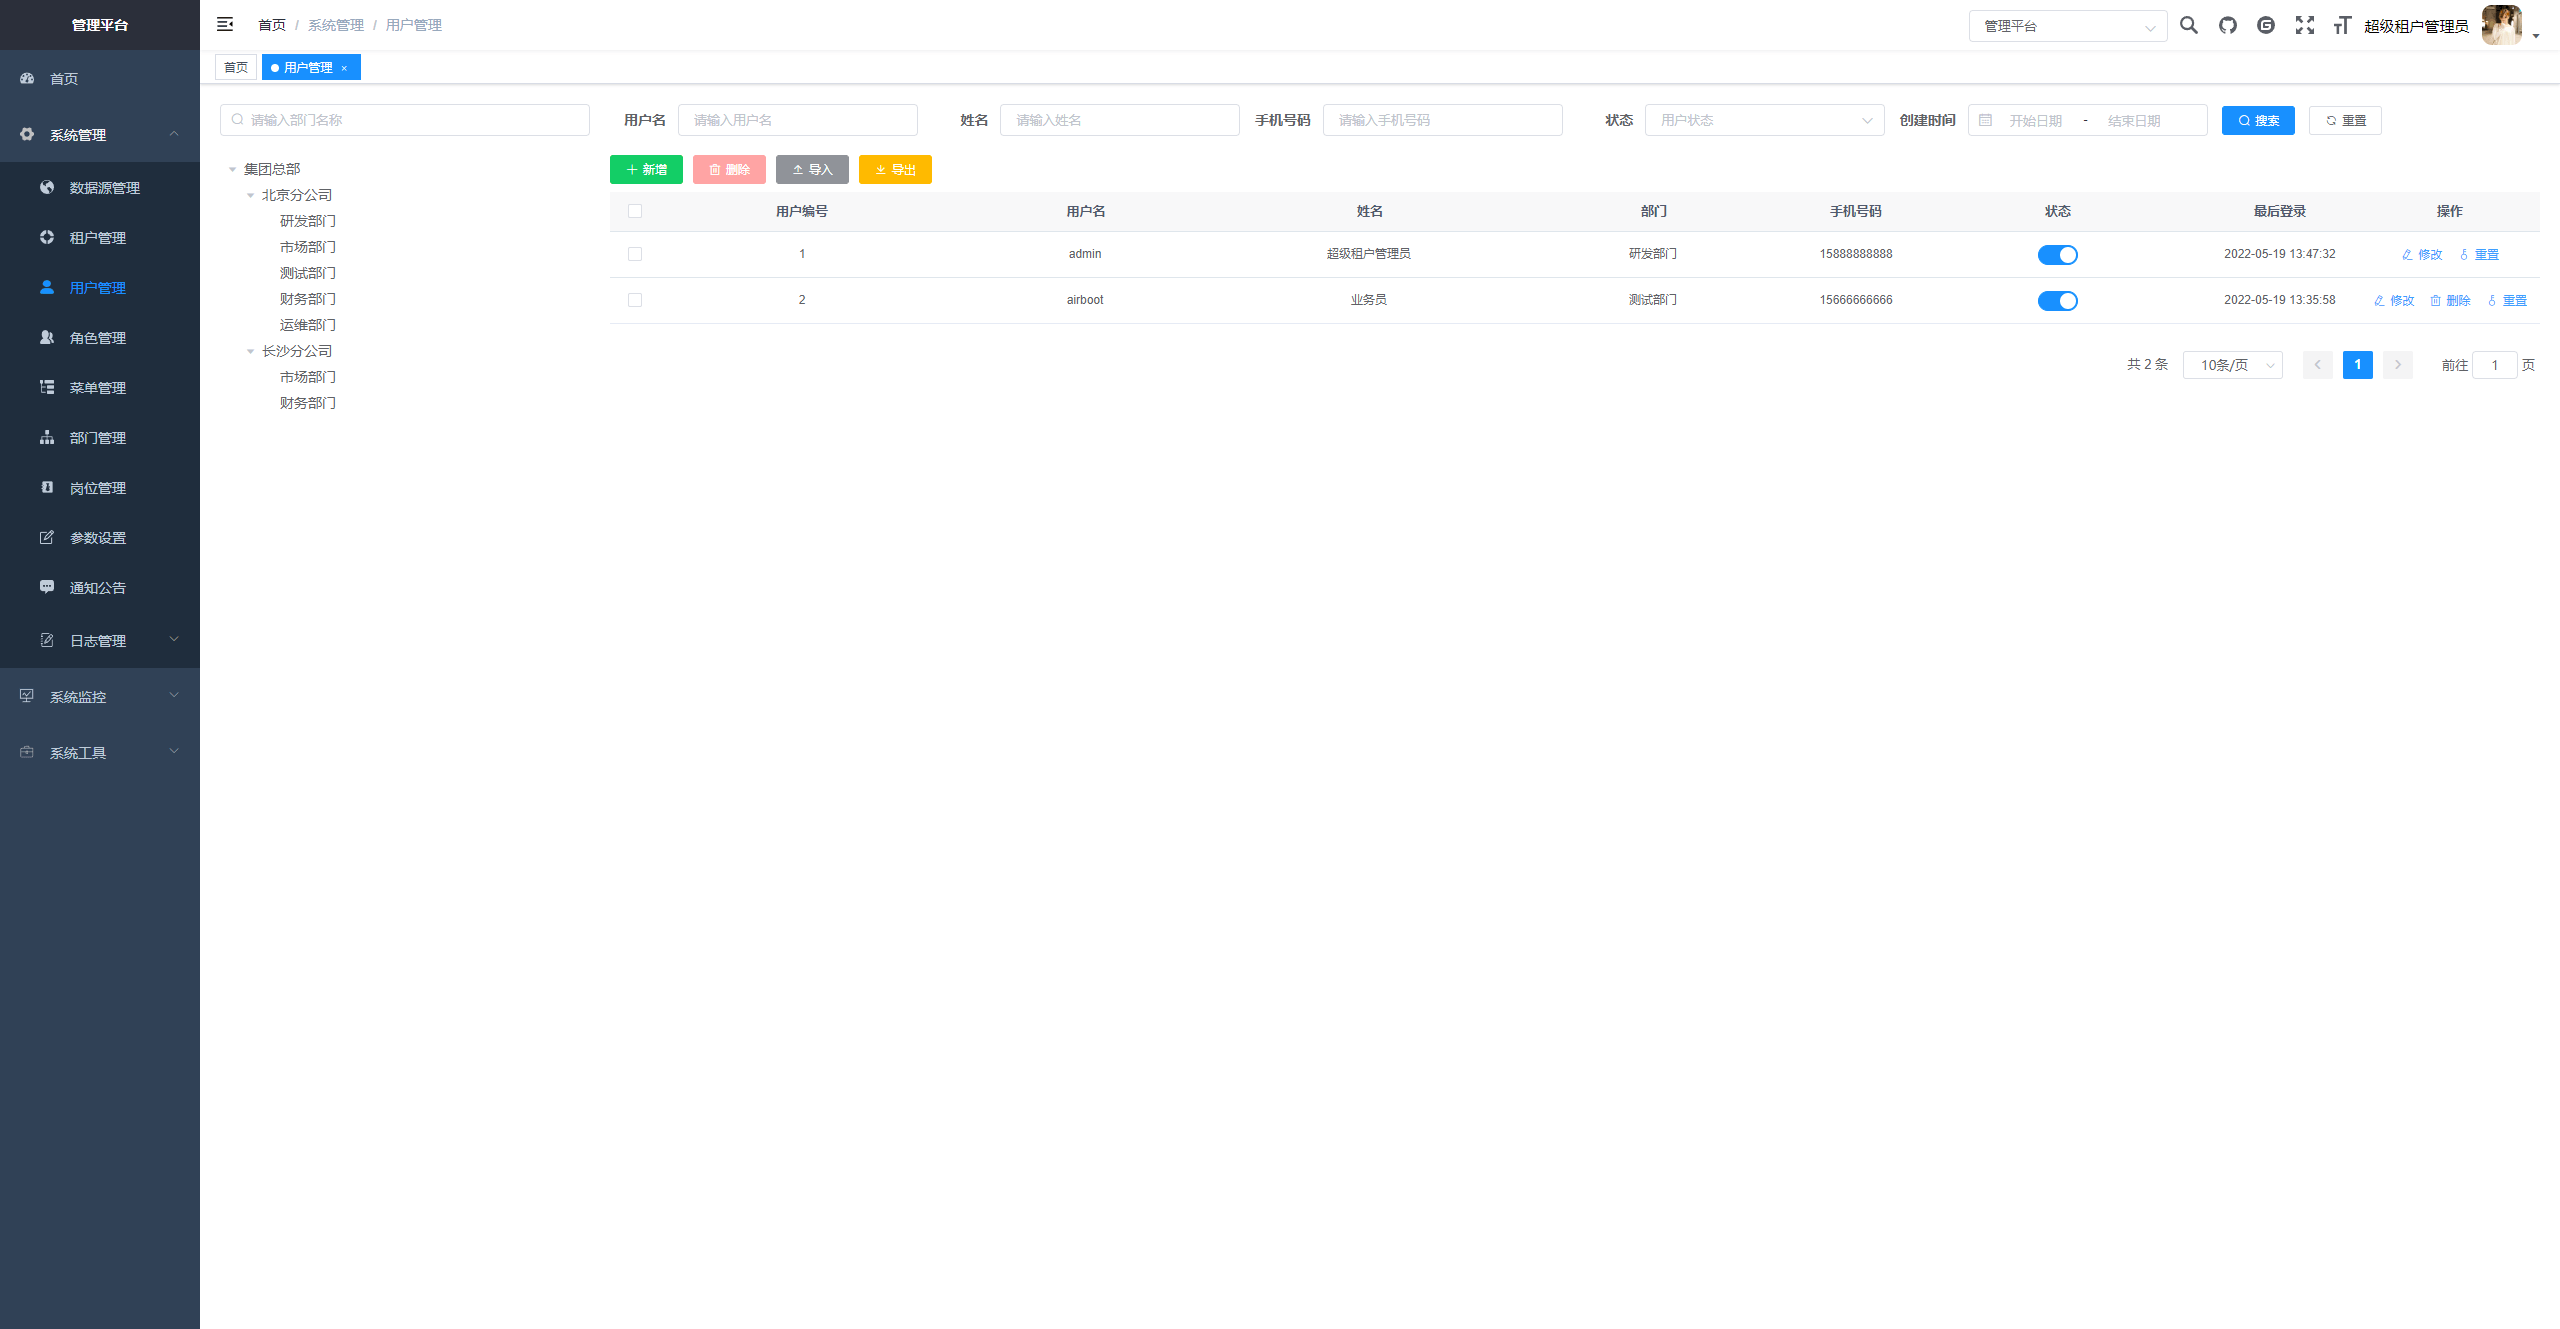 管理平台
首页
系统管理
数据源管理
租户管理
用户管理
角色管理
菜单管理
部门管理
岗位管理
参数设置
通知公告
日志管理
系统监控
系统工具
首页 / 系统管理 / 用户管理
管理平台
超级租户管理员
首页
用户管理 ×
请输入部门名称
集团总部
北京分公司
研发部门
市场部门
测试部门
财务部门
运维部门
长沙分公司
市场部门
财务部门
用户名 请输入用户名 姓名 请输入姓名 手机号码 请输入手机号码 状态 用户状态 创建时间 开始日期 - 结束日期 搜索 重置
新增 删除 导入 导出
用户编号 用户名 姓名 部门 手机号码 状态 最后登录 操作
1 admin 超级租户管理员 研发部门 15888888888 2022-05-19 13:47:32 修改 重置
2 airboot 业务员 测试部门 15666666666 2022-05-19 13:35:58 修改 删除 重置
共 2 条 10条/页 1 前往 1 页